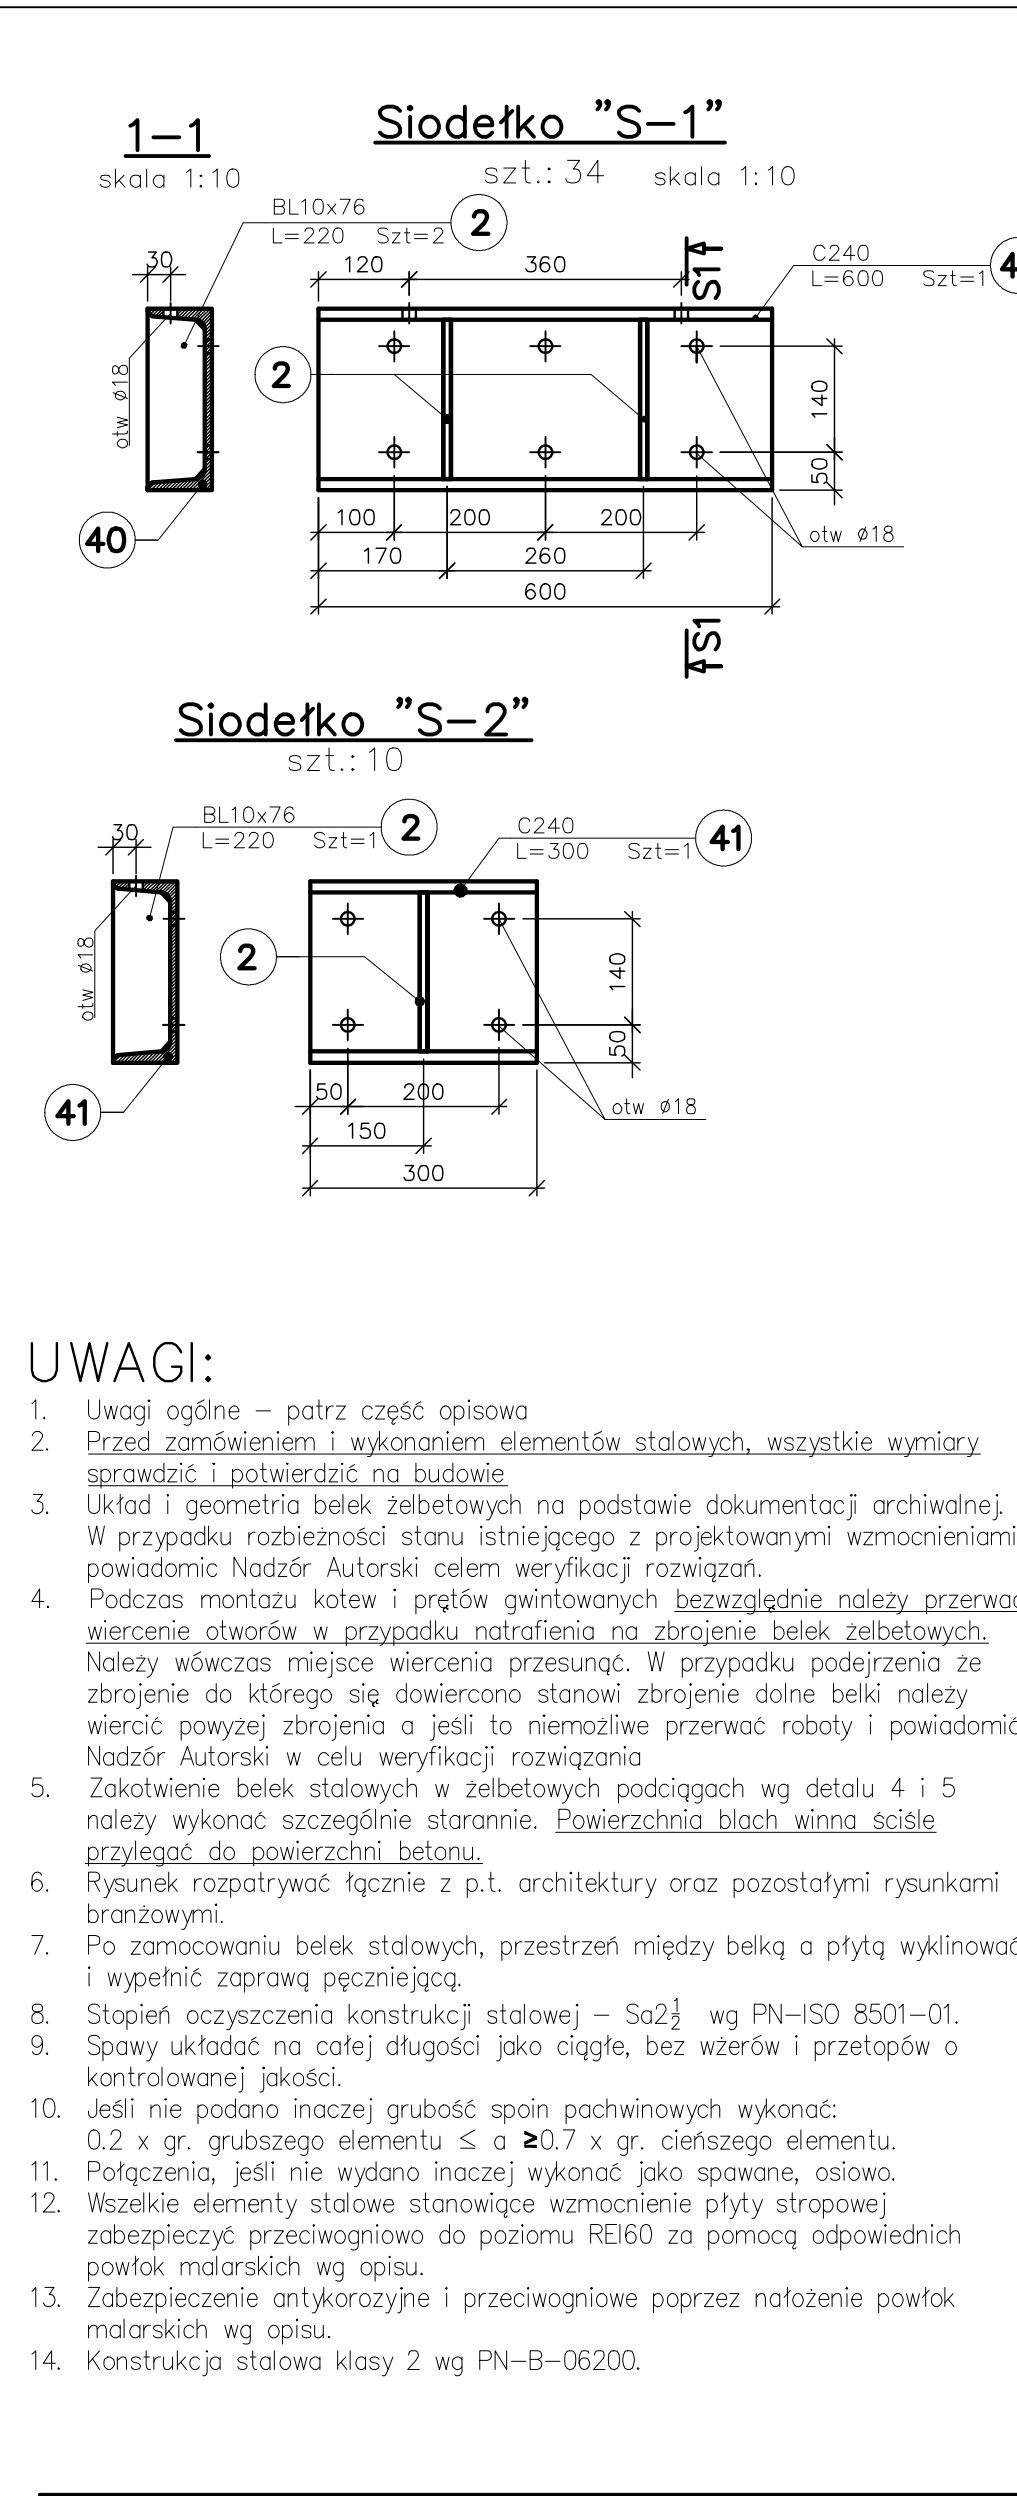 1-1
skala 1:10
Siodełko "S-1"
szt.: 34 skala 1:10
BL10x76
L=220 Szt=2
2
30
otw ø18
40
120 360
S1
C240
L=600 Szt=1
2
140
50
100 200 200
170 260
600
otw ø18
S1
Siodełko "S-2"
szt.: 10
BL10x76
L=220 Szt=1
2
30
otw ø18
41
C240
L=300 Szt=1
41
2
140
50
50 200
150
300
otw ø18
UWAGI:
1. Uwagi ogólne – patrz część opisowa
2. Przed zamówieniem i wykonaniem elementów stalowych, wszystkie wymiary
sprawdzić i potwierdzić na budowie
3. Układ i geometria belek żelbetowych na podstawie dokumentacji archiwalnej.
W przypadku rozbieżności stanu istniejącego z projektowanymi wzmocnieniami
powiadomic Nadzór Autorski celem weryfikacji rozwiązań.
4. Podczas montażu kotew i prętów gwintowanych bezwzględnie należy przerwać
wiercenie otworów w przypadku natrafienia na zbrojenie belek żelbetowych.
Należy wówczas miejsce wiercenia przesunąć. W przypadku podejrzenia że
zbrojenie do którego się dowiercono stanowi zbrojenie dolne belki należy
wiercić powyżej zbrojenia a jeśli to niemożliwe przerwać roboty i powiadomić
Nadzór Autorski w celu weryfikacji rozwiązania
5. Zakotwienie belek stalowych w żelbetowych podciągach wg detalu 4 i 5
należy wykonać szczególnie starannie. Powierzchnia blach winna ściśle
przylegać do powierzchni betonu.
6. Rysunek rozpatrywać łącznie z p.t. architektury oraz pozostałymi rysunkami
branżowymi.
7. Po zamocowaniu belek stalowych, przestrzeń między belką a płytą wyklinować
i wypełnić zaprawą pęczniejącą.
8. Stopień oczyszczenia konstrukcji stalowej – Sa2½ wg PN-ISO 8501-01.
9. Spawy układać na całej długości jako ciągłe, bez wżerów i przetopów o
kontrolowanej jakości.
10. Jeśli nie podano inaczej grubość spoin pachwinowych wykonać:
0.2 x gr. grubszego elementu ≤ a ≥0.7 x gr. cieńszego elementu.
11. Połączenia, jeśli nie wydano inaczej wykonać jako spawane, osiowo.
12. Wszelkie elementy stalowe stanowiące wzmocnienie płyty stropowej
zabezpieczyć przeciwogniowo do poziomu REI60 za pomocą odpowiednich
powłok malarskich wg opisu.
13. Zabezpieczenie antykorozyjne i przeciwogniowe poprzez nałożenie powłok
malarskich wg opisu.
14. Konstrukcja stalowa klasy 2 wg PN-B-06200.